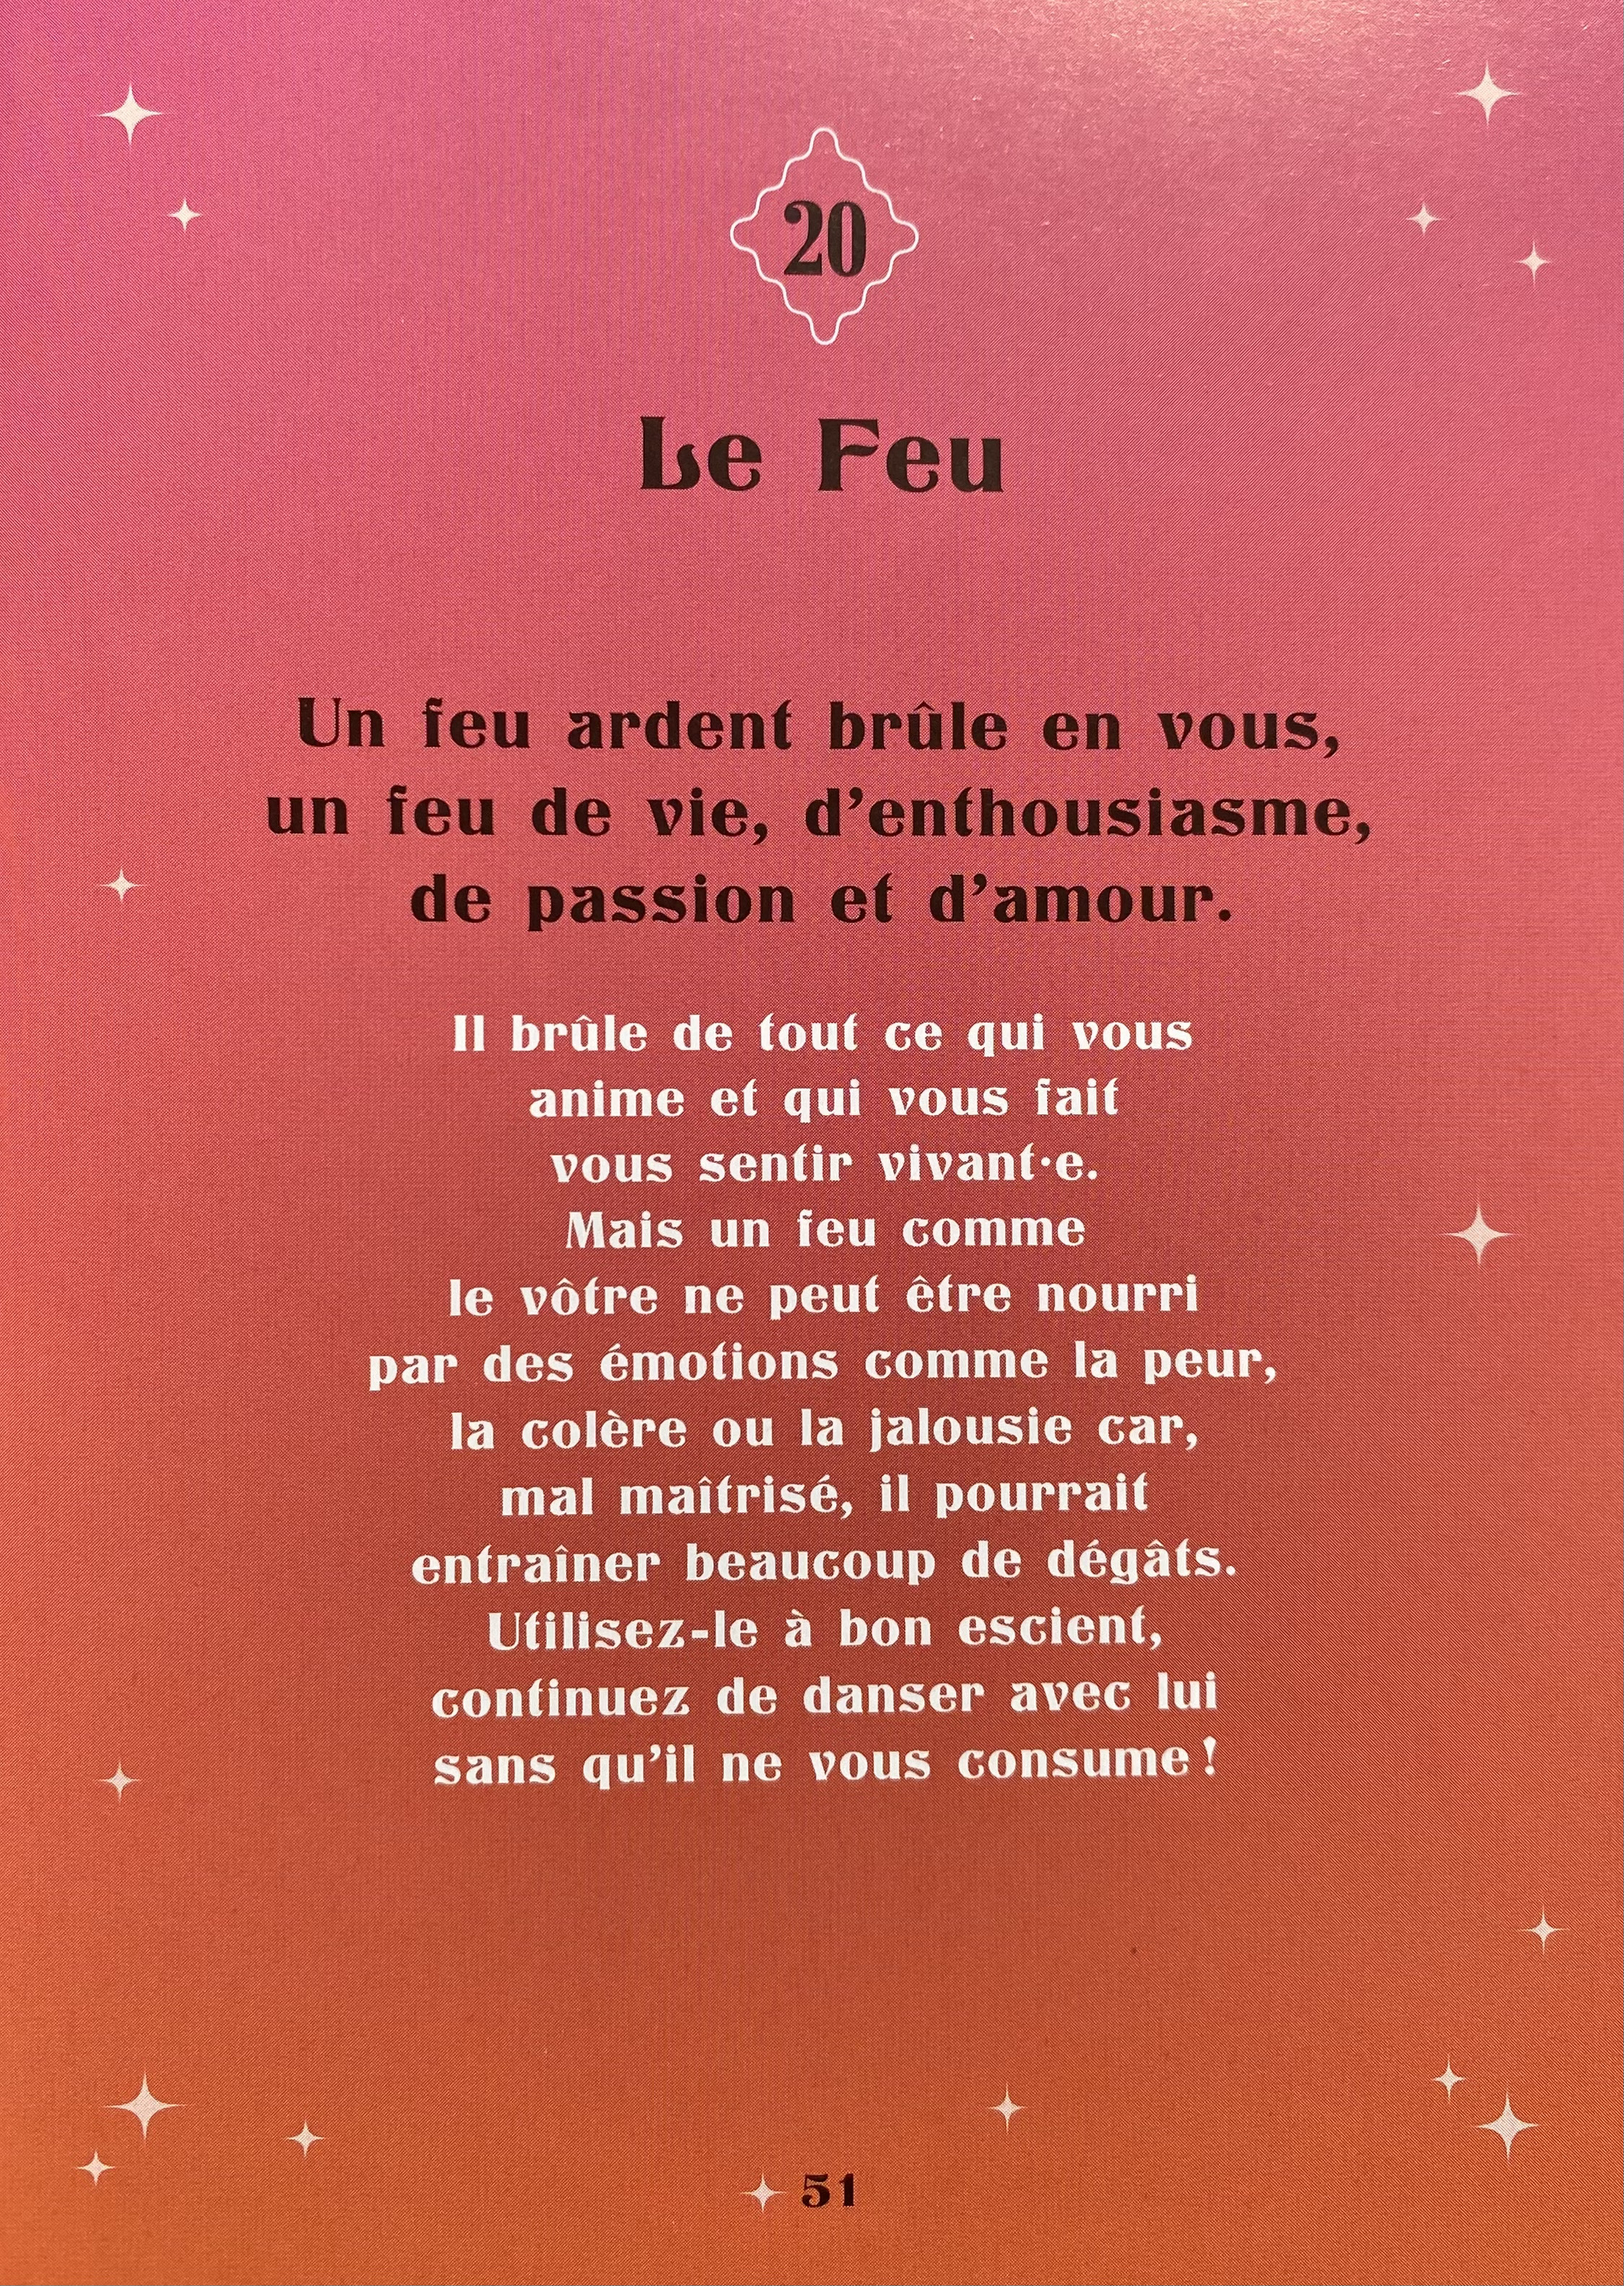 20
Le Feu
Un feu ardent brûle en vous,
un feu de vie, d’enthousiasme,
de passion et d’amour.
Il brûle de tout ce qui vous
anime et qui vous fait
vous sentir vivant·e.
Mais un feu comme
le vôtre ne peut être nourri
par des émotions comme la peur,
la colère ou la jalousie car,
mal maîtrisé, il pourrait
entraîner beaucoup de dégâts.
Utilisez-le à bon escient,
continuez de danser avec lui
sans qu’il ne vous consume !
51